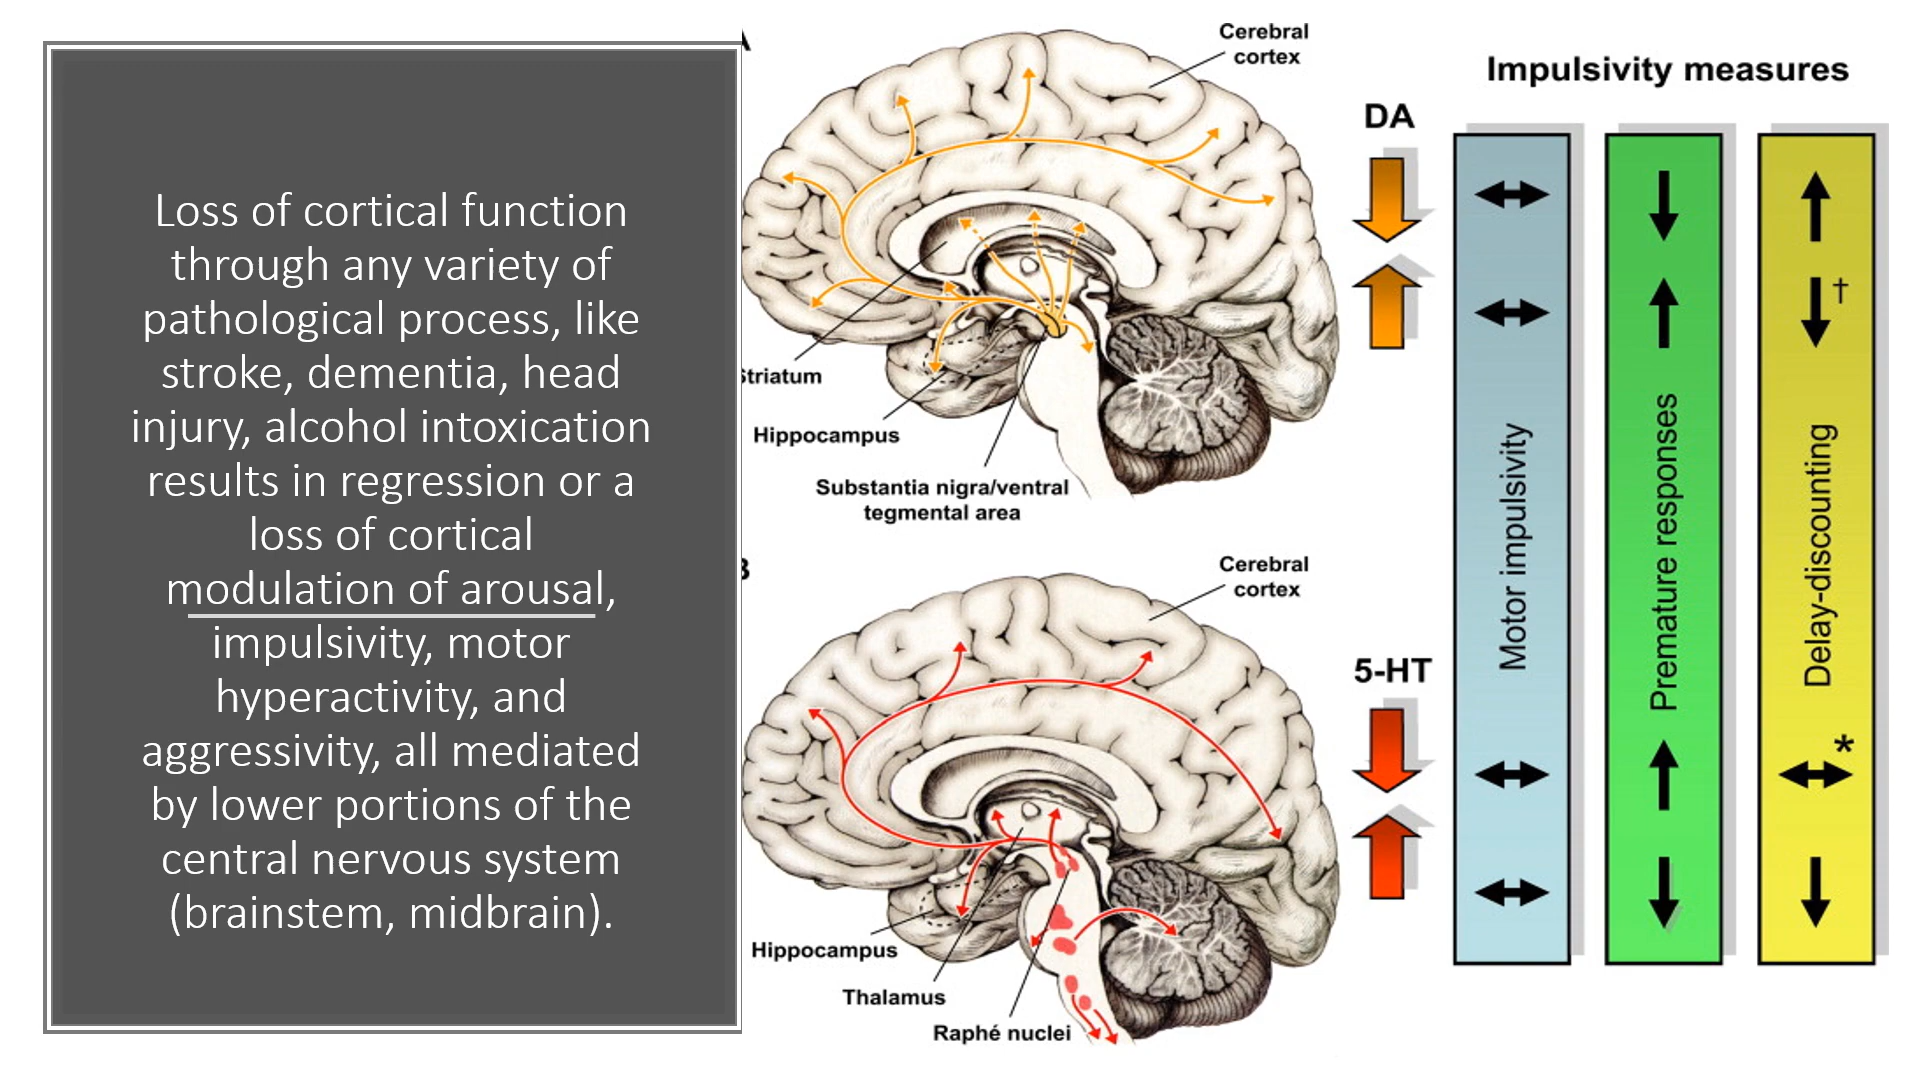 Loss of cortical function
through any variety of
pathological process, like
stroke, dementia, head
injury, alcohol intoxication
results in regression or a
loss of cortical
modulation of arousal,
impulsivity, motor
hyperactivity, and
aggressivity, all mediated
by lower portions of the
central nervous system
(brainstem, midbrain).
Cerebral
cortex
Striatum
Hippocampus
Substantia nigra/ventral
tegmental area
Cerebral
cortex
Hippocampus
Thalamus
Raphé nuclei
Impulsivity measures
DA
5-HT
Motor impulsivity
Premature responses
Delay-discounting
†
*